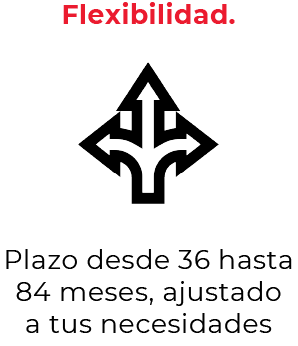 Flexibilidad.
Plazo desde 36 hasta
84 meses, ajustado
a tus necesidades